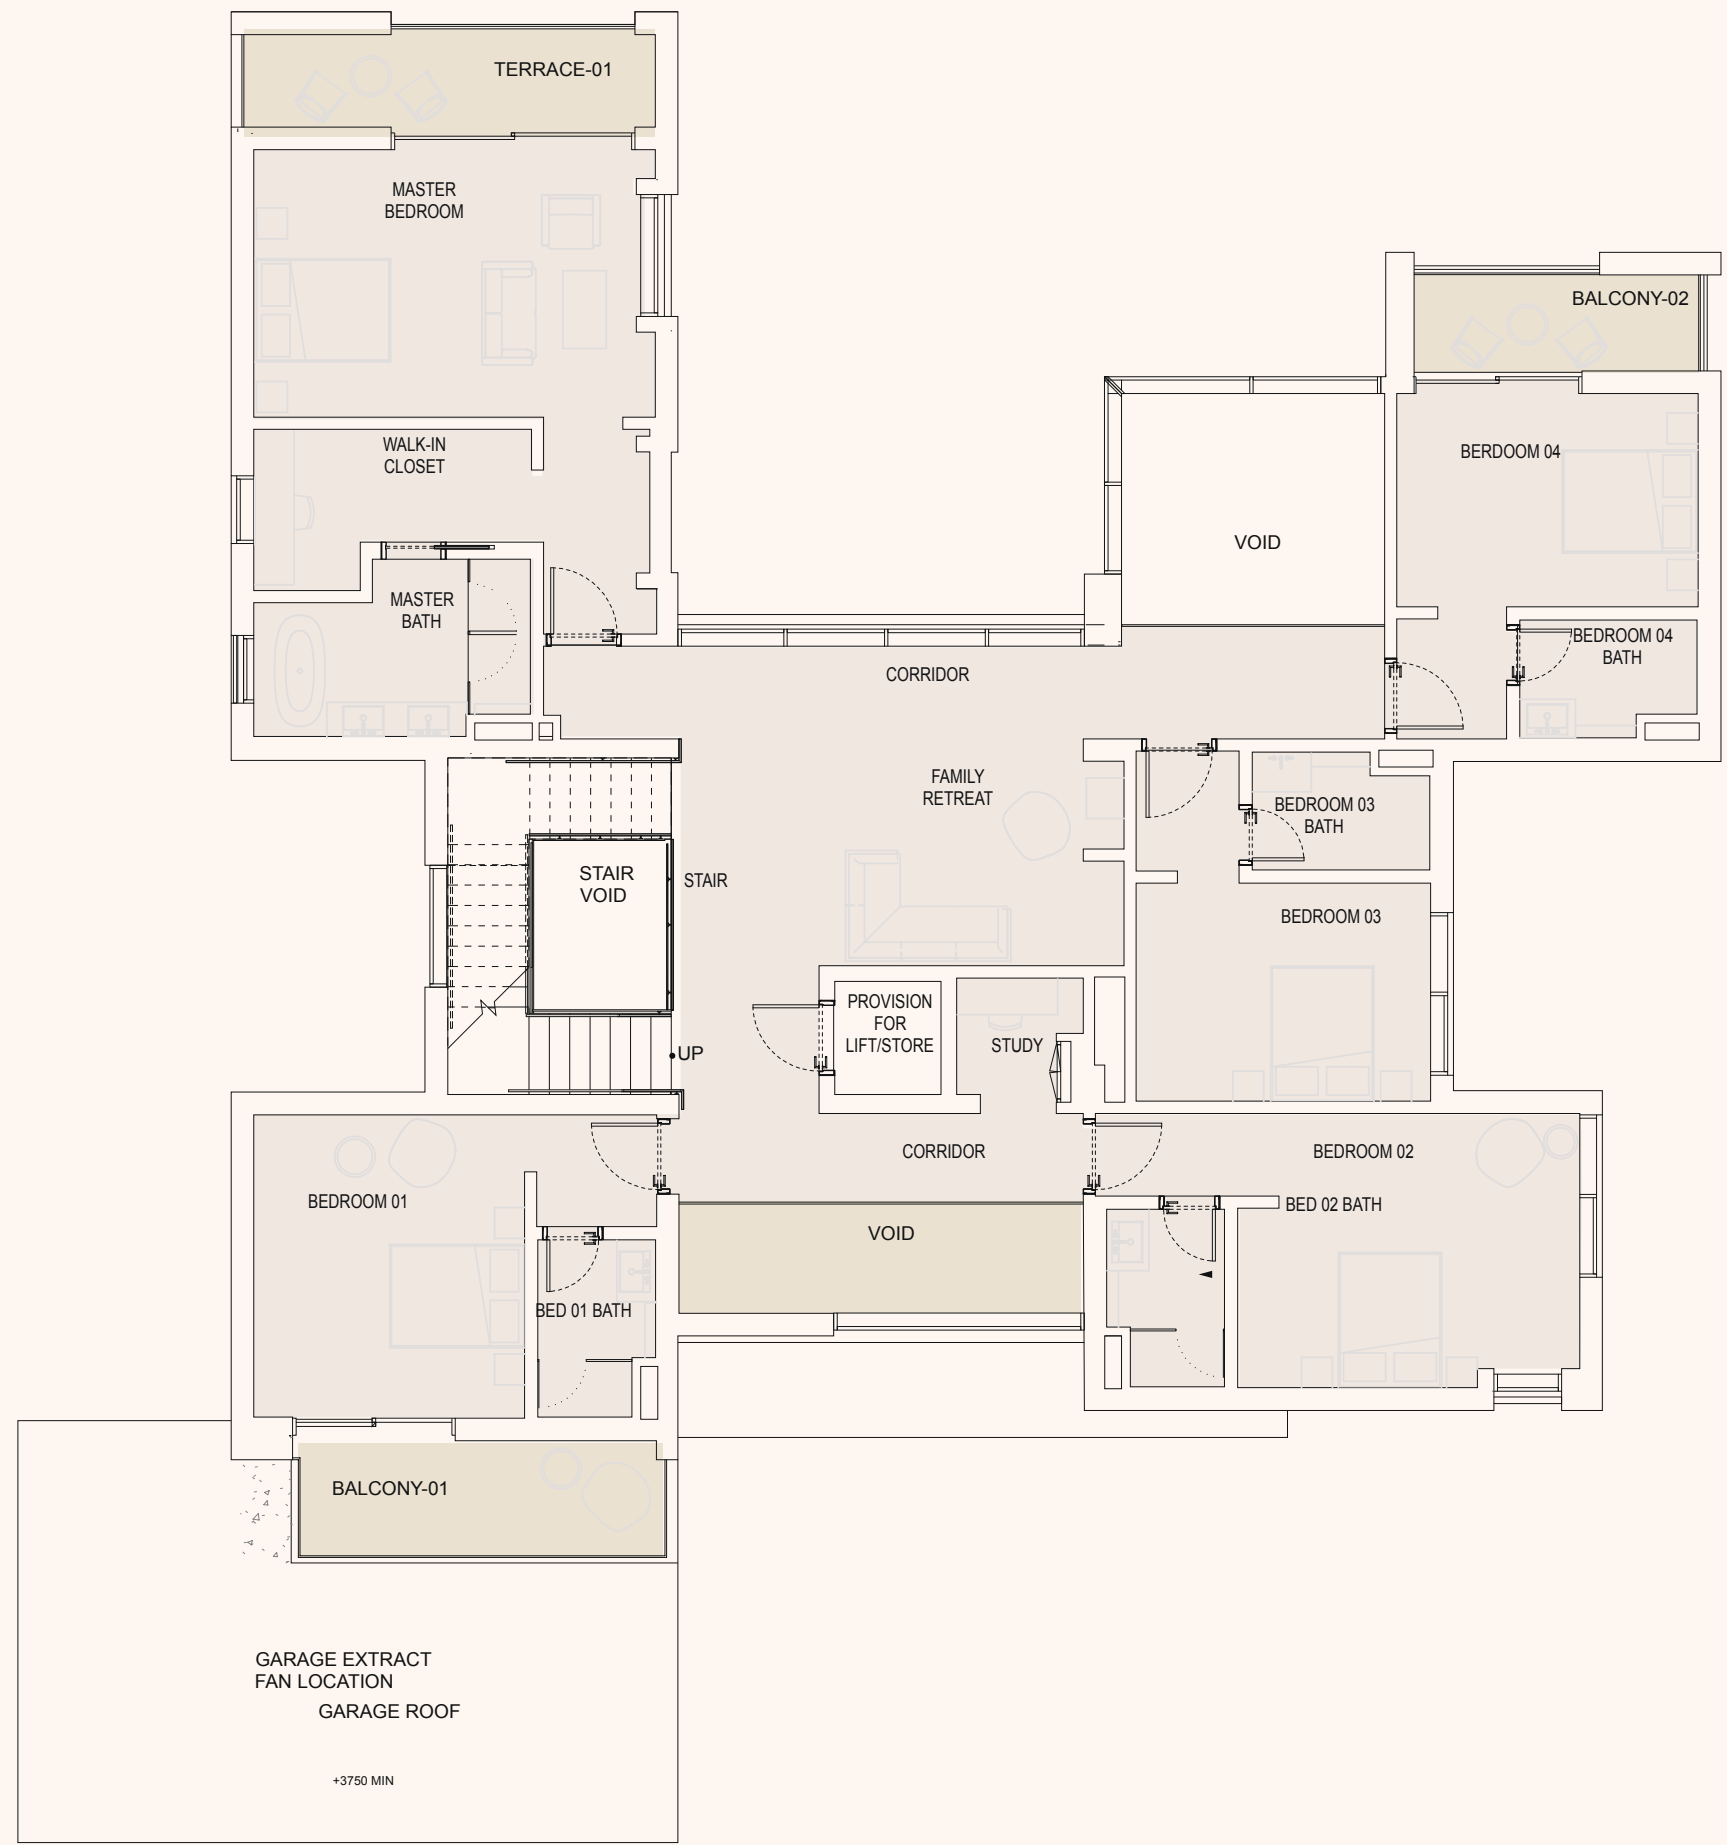 TERRACE-01
MASTER
BEDROOM
BALCONY-02
WALK-IN
CLOSET
BERDOOM 04
VOID
MASTER
BATH
BEDROOM 04
BATH
CORRIDOR
FAMILY
RETREAT
BEDROOM 03
BATH
STAIR
VOID
STAIR
BEDROOM 03
PROVISION
FOR
LIFT/STORE
STUDY
UP
CORRIDOR
BEDROOM 02
BEDROOM 01
BED 02 BATH
VOID
BED 01 BATH
BALCONY-01
GARAGE EXTRACT
FAN LOCATION
GARAGE ROOF
+3750 MIN